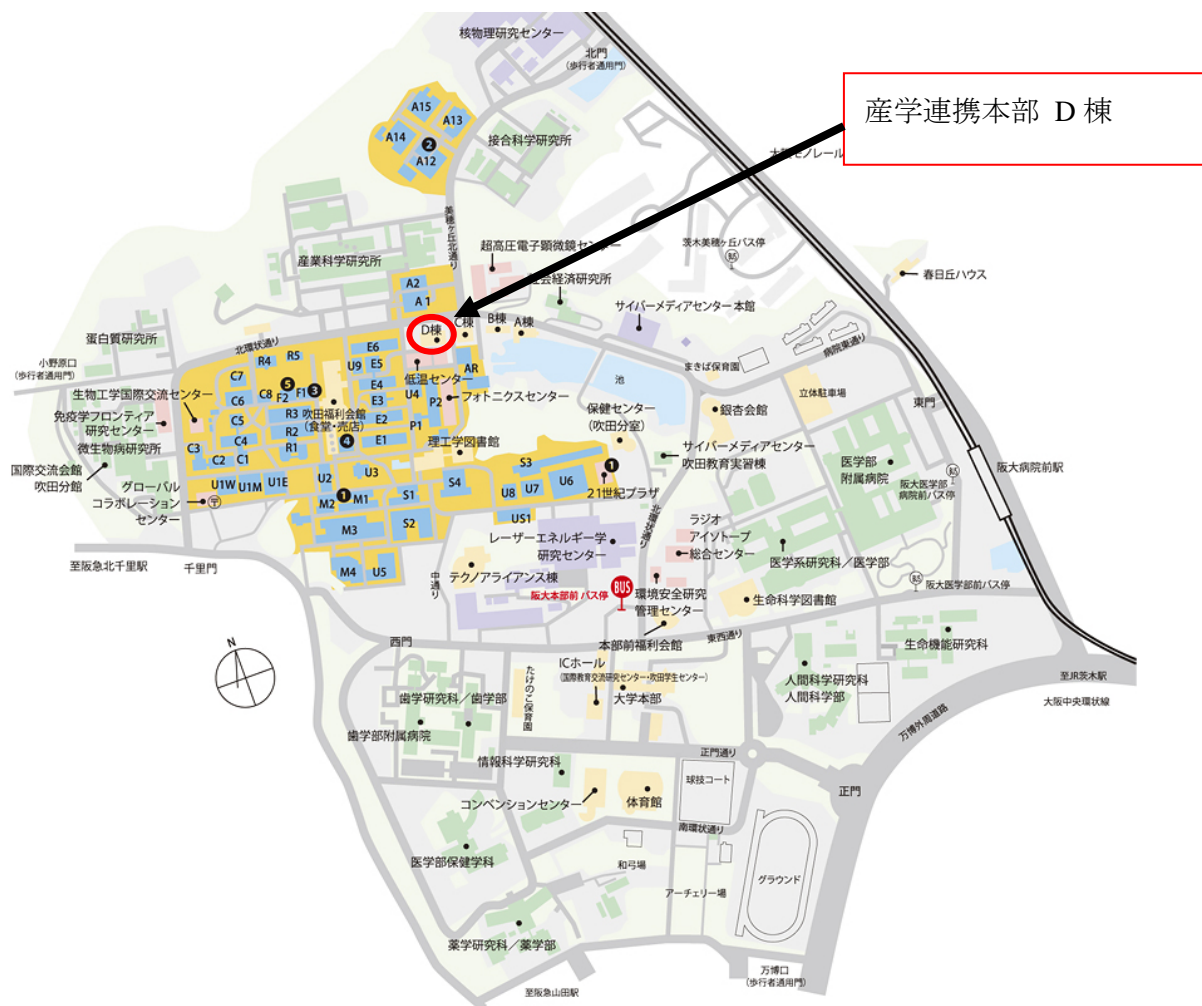 核物理研究センター
北門
(歩行者通用門)
産学連携本部 D 棟
A15
A13
A14
2
A12
接合科学研究所
美穂ヶ丘北通り
茨木美穂ヶ丘バス停
超高圧電子顕微鏡センター
産業科学研究所
春日丘ハウス
A2
A1
サイバーメディアセンター 本館
D棟
C棟
B棟
A棟
蛋白質研究所
北環状通り
小野原口
(歩行者通用門)
E6
R5
R4
U9
E5
低温センター
AR
池
まきば保育園
病院東通り
C7
5
3
E4
U4
生物工学国際交流センター
C8
F2
F1
C6
E3
P2
フォトニクスセンター
立体駐車場
東門
免疫学フロンティア
研究センター
R3
吹田福利会館
(食堂・売店)
E2
保健センター
(吹田分室)
銀杏会館
C5
R2
P1
微生物病研究所
C4
4
E1
理工学図書館
サイバーメディアセンター
吹田教育実習棟
C3
C2
C1
R1
S3
1
医学部
附属病院
阪大病院前駅
国際交流会館
吹田分館
U3
U2
21世紀プラザ
阪大医学部
病院前バス停
グローバル
コラボレーション
センター
U1W
U1M
U1E
S4
U8
U7
U6
1
M2
M1
S1
US1
ラジオ
アイソトープ
総合センター
M3
S2
レーザーエネルギー学
研究センター
北環状通り
医学系研究科/医学部
至阪急北千里駅
千里門
M4
U5
中通り
テクノアライアンス棟
阪大本部前 バス停
BUS
環境安全研究
管理センター
阪大医学部前バス停
生命科学図書館
N
西門
本部前福利会館
東西通り
生命機能研究科
ICホール
(国際教育交流研究センター・吹田学生センター)
たけのこ保育園
大学本部
人間科学研究科
人間科学部
至JR茨木駅
大阪中央環状線
歯学研究科/歯学部
歯学部附属病院
万博外周道路
正門通り
情報科学研究科
球技コート
正門
コンベンションセンター
体育館
南環状通り
医学部保健学科
和弓場
アーチェリー場
グラウンド
薬学研究科/薬学部
万博口
(歩行者通用門)
至阪急山田駅